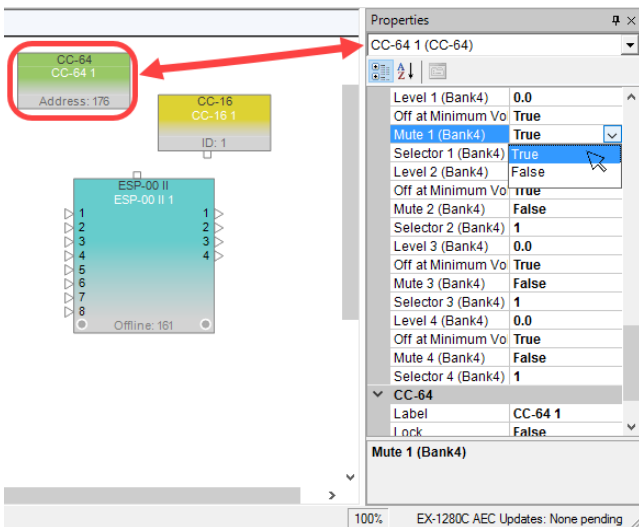 Properties
CC-64 1 (CC-64)
CC-64
CC-64 1
Address: 176
CC-16
CC-16 1
ID: 1
ESP-00 II
ESP-00 II 1
1 1
2 2
3 3
4 4
5
6
7
8
Offline: 161
Level 1 (Bank4) 0.0
Off at Minimum Vo True
Mute 1 (Bank4) True
Selector 1 (Bank4) True
Level 2 (Bank4) False
Off at Minimum Vo True
Mute 2 (Bank4) False
Selector 2 (Bank4) 1
Level 3 (Bank4) 0.0
Off at Minimum Vo True
Mute 3 (Bank4) False
Selector 3 (Bank4) 1
Level 4 (Bank4) 0.0
Off at Minimum Vo True
Mute 4 (Bank4) False
Selector 4 (Bank4) 1
CC-64
Label CC-64 1
Lock False
Mute 1 (Bank4)
100% EX-1280C AEC Updates: None pending